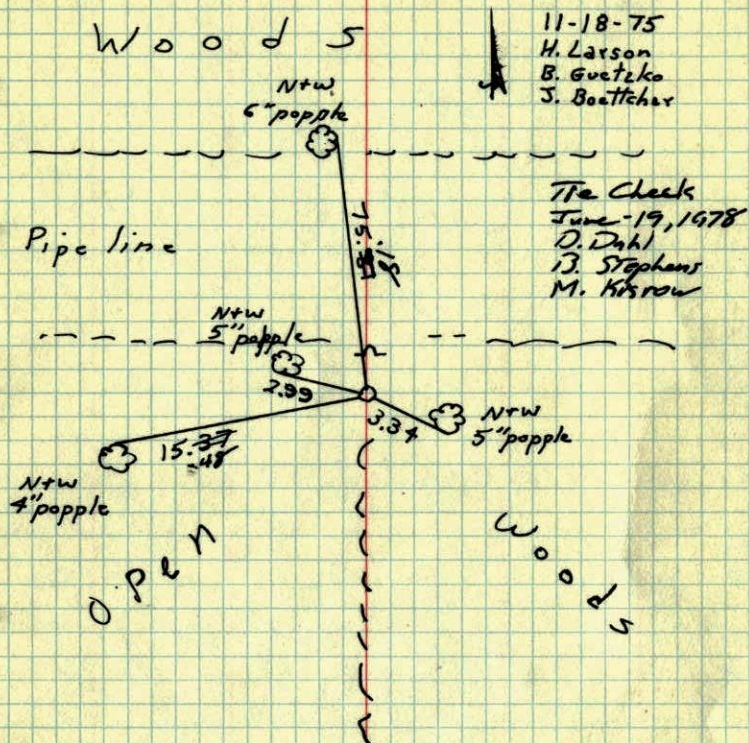 Woods
11-18-75
H. Larson
B. Guetzko
J. Boettcher
N+W
6" popple
Tie Check
June-19, 1978
D. Dahl
B. Stephens
M. Kisrow
Pipe line
N+W
5" popple
2.99
3.34
N+W
5" popple
15.37
.48
N+W
4" popple
Open
Woods